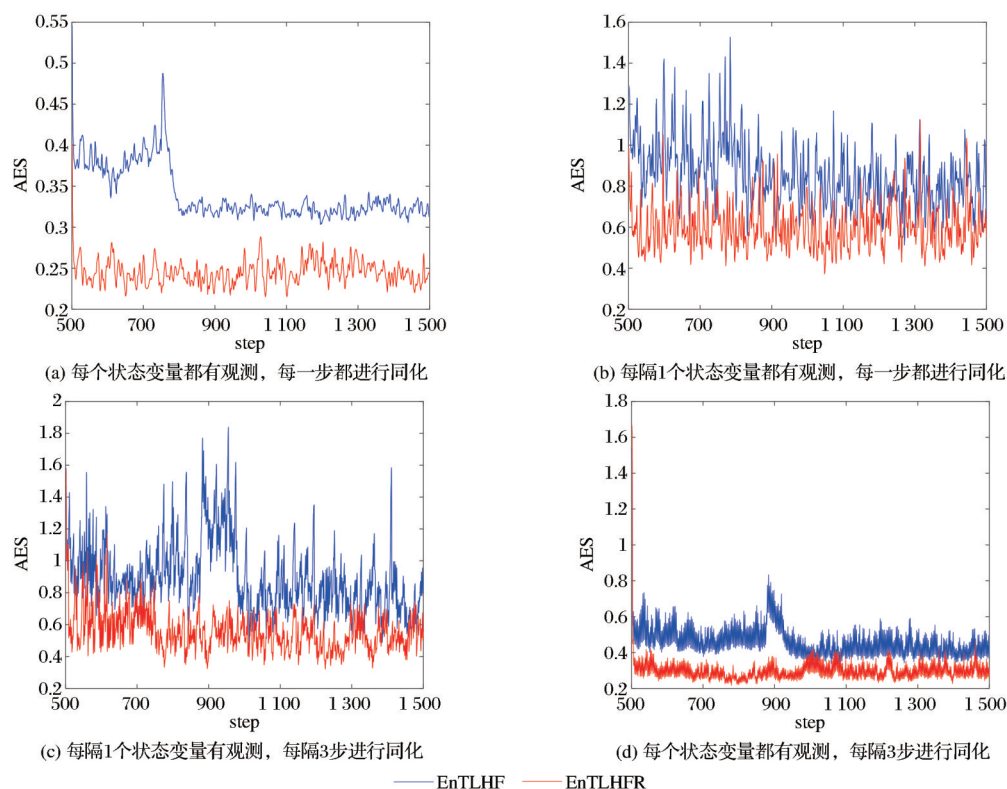 0.55
0.5
0.45
0.4
0.35
0.3
0.25
0.2
AES
500 700 900 1 100 1 300 1 500
step
(a) 每个状态变量都有观测，每一步都进行同化
1.6
1.4
1.2
1
0.8
0.6
0.4
0.2
AES
500 700 900 1 100 1 300 1 500
step
(b) 每隔1个状态变量都有观测，每一步都进行同化
2
1.8
1.6
1.4
1.2
1
0.8
0.6
0.4
0.2
AES
500 700 900 1 100 1 300 1 500
step
(c) 每隔1个状态变量有观测，每隔3步进行同化
1.8
1.6
1.4
1.2
1
0.8
0.6
0.4
0.2
AES
500 700 900 1 100 1 300 1 500
step
(d) 每个状态变量都有观测，每隔3步进行同化
EnTLHF EnTLHFR